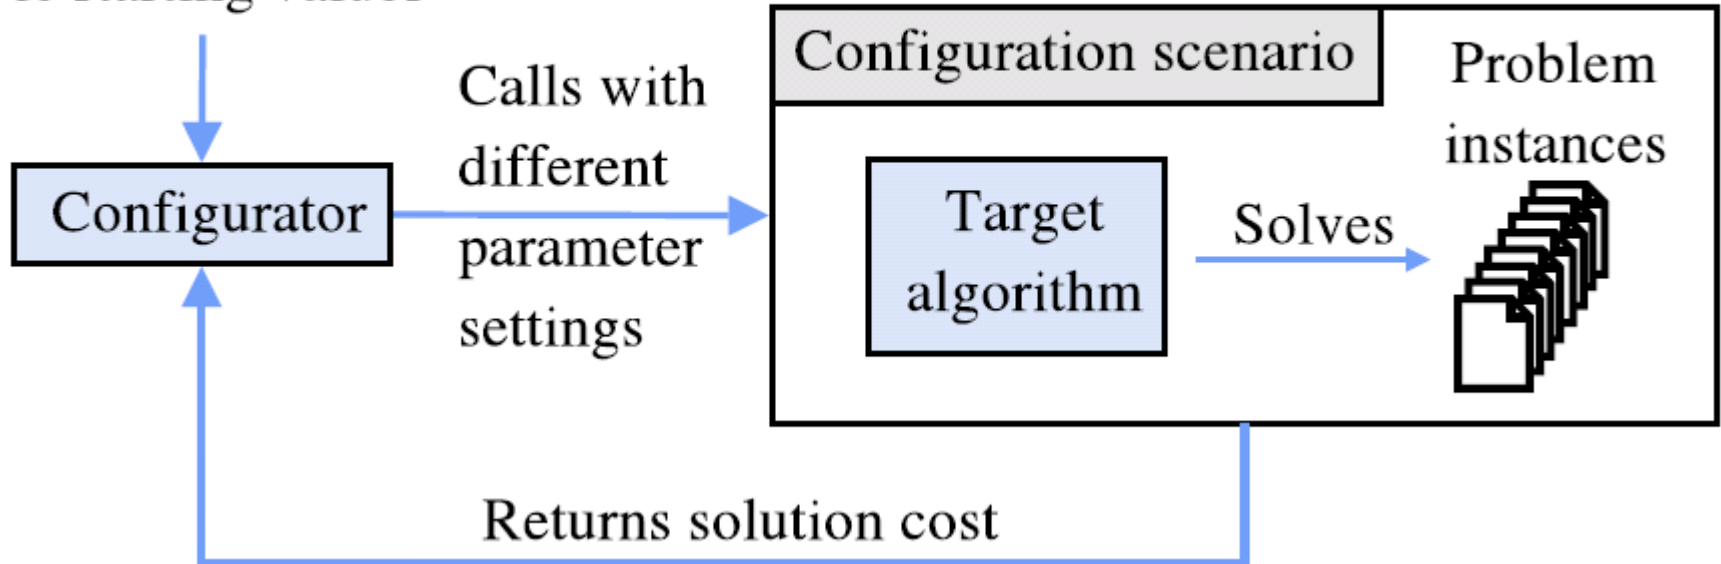 Configuration scenario
Problem
instances
Calls with
different
parameter
settings
Configurator
Target
algorithm
Solves
Returns solution cost